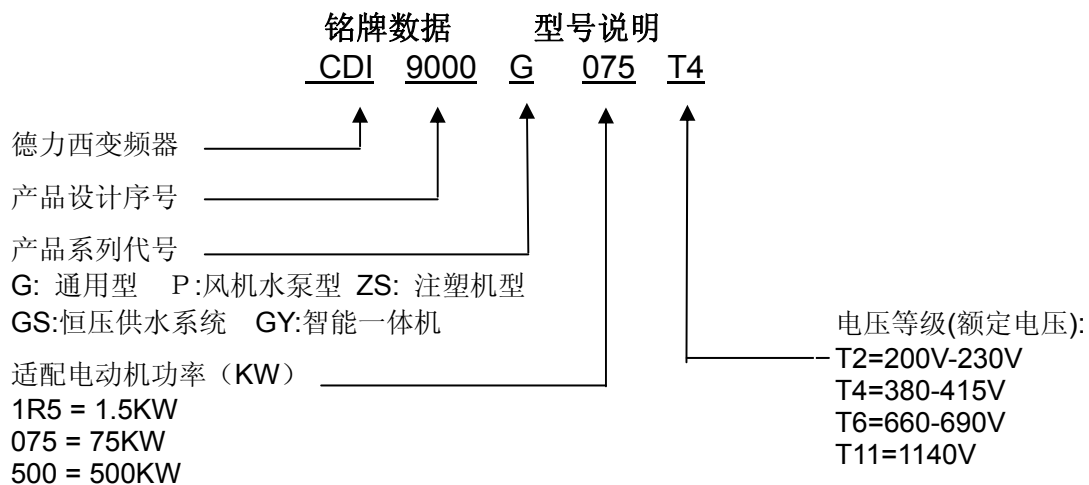 铭牌数据 型号说明
CDI 9000 G 075 T4
德力西变频器
产品设计序号
产品系列代号
G: 通用型 P:风机水泵型 ZS: 注塑机型
GS:恒压供水系统 GY:智能一体机
适配电动机功率（KW）
1R5 = 1.5KW
075 = 75KW
500 = 500KW
电压等级(额定电压):
T2=200V-230V
T4=380-415V
T6=660-690V
T11=1140V